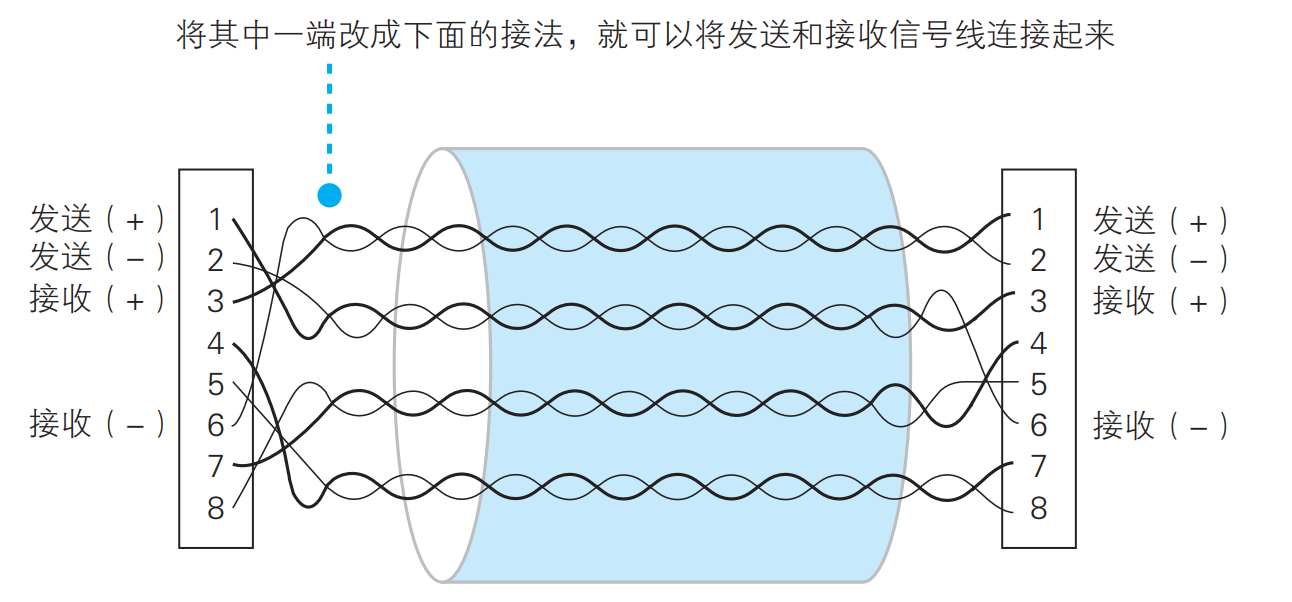 将其中一端改成下面的接法，就可以将发送和接收信号线连接起来
发送（+） 1 1 发送（+）
发送（−） 2 2 发送（−）
接收（+） 3 3 接收（+）
4 4
5 5
接收（−） 6 6 接收（−）
7 7
8 8